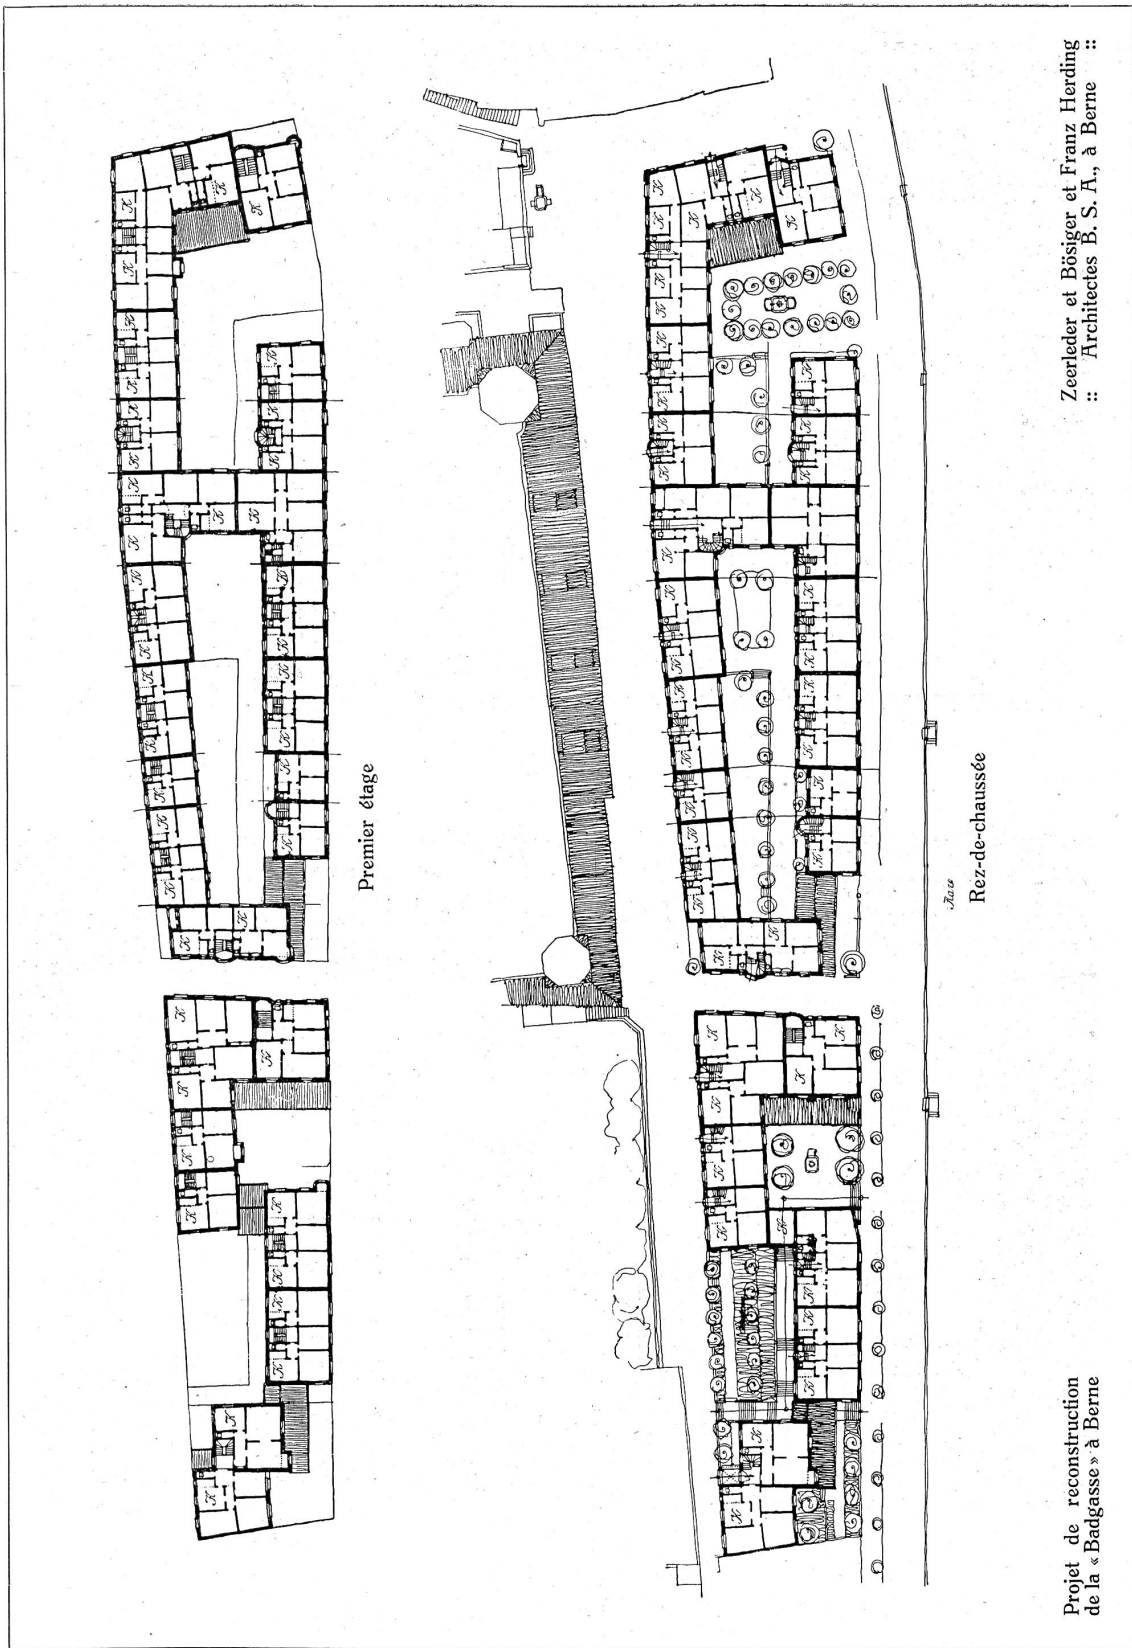 Premier étage
Aare
Rez-de-chaussée
Projet de reconstruction
de la « Badgasse » à Berne
Zeerleder et Bösiger et Franz Herding
:: Architectes B. S. A., à Berne ::